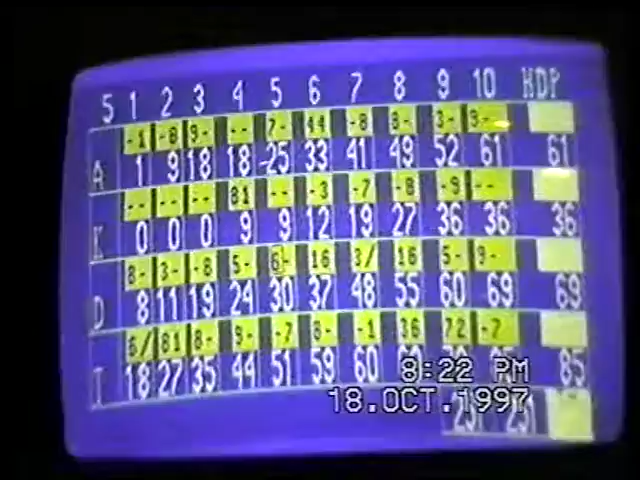 5 1 2 3 4 5 6 7 8 9 10 HDP
-1 -8 9- -- 7- 44 -8 8- 3- 9-
A 1 9 18 18 25 33 41 49 52 61 61
-- -- -- 81 -- -3 -7 -8 -9 --
K 0 0 0 9 9 12 19 27 36 36 36
8- 3- -8 5- 6- 16 3/ 16 5- 9-
D 8 11 19 24 30 37 48 55 60 69 69
6/ 81 8- 9- -7 8- -1 36 72 -7
T 18 27 35 44 51 59 60 85
8:22 PM
18.OCT.1997
251 251